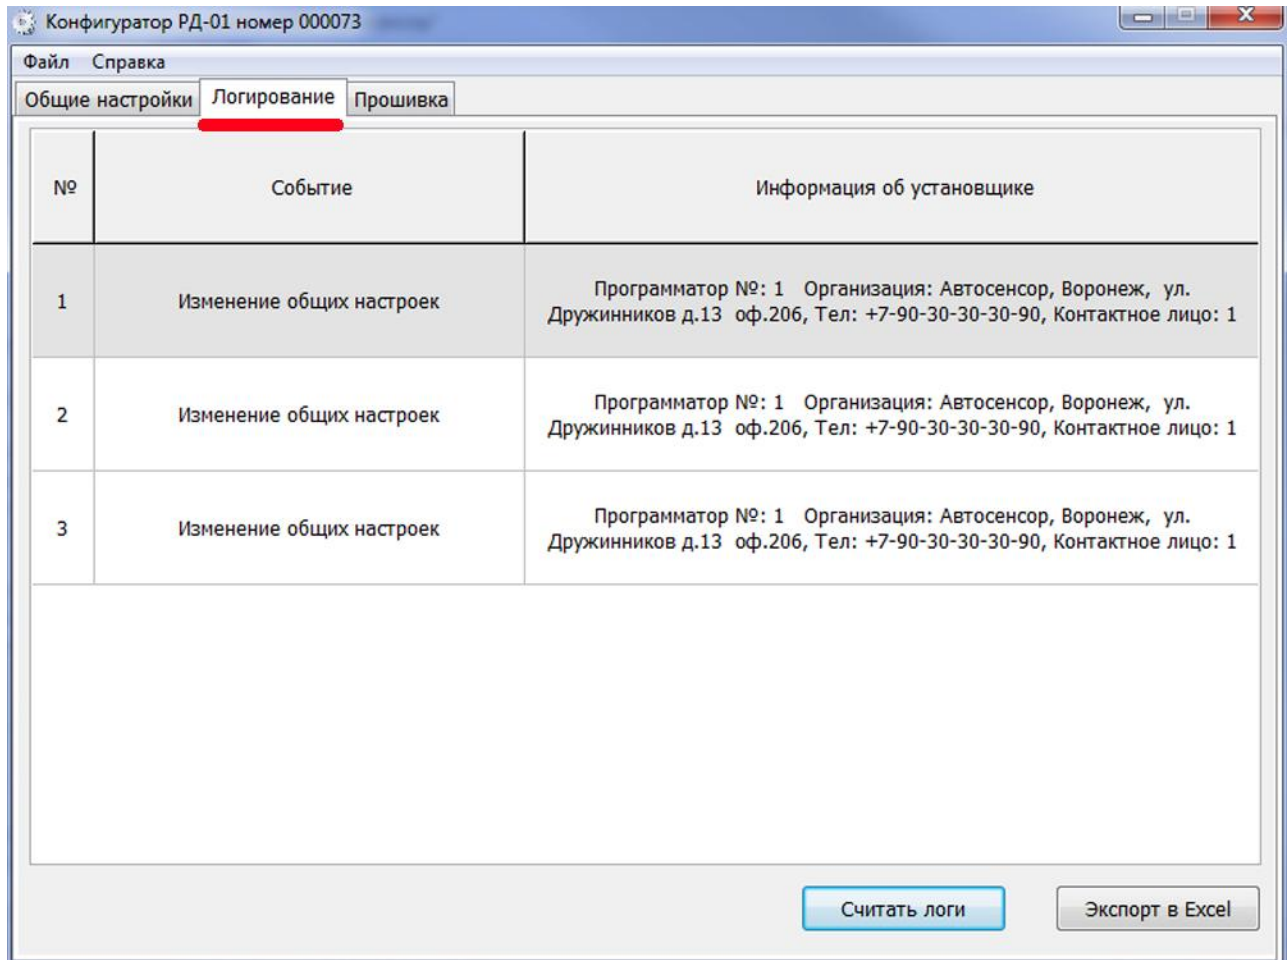 Конфигуратор РД-01 номер 000073
Файл Справка
Общие настройки Логирование Прошивка
№ Событие Информация об установщике
1 Изменение общих настроек Программатор №: 1 Организация: Автосенсор, Воронеж, ул.
Дружинников д.13 оф.206, Тел: +7-90-30-30-30-90, Контактное лицо: 1
2 Изменение общих настроек Программатор №: 1 Организация: Автосенсор, Воронеж, ул.
Дружинников д.13 оф.206, Тел: +7-90-30-30-30-90, Контактное лицо: 1
3 Изменение общих настроек Программатор №: 1 Организация: Автосенсор, Воронеж, ул.
Дружинников д.13 оф.206, Тел: +7-90-30-30-30-90, Контактное лицо: 1
Считать логи Экспорт в Excel